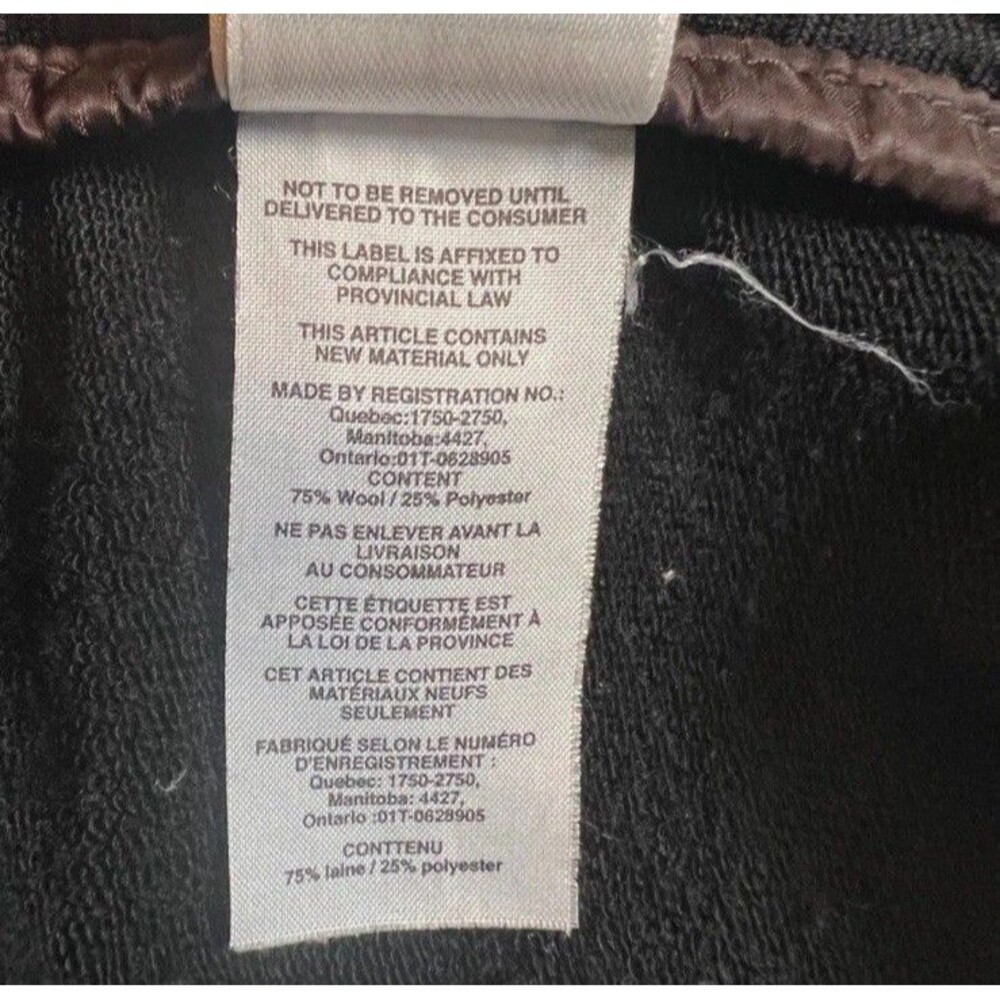 NOT TO BE REMOVED UNTIL
DELIVERED TO THE CONSUMER
THIS LABEL IS AFFIXED TO
COMPLIANCE WITH
PROVINCIAL LAW
THIS ARTICLE CONTAINS
NEW MATERIAL ONLY
MADE BY REGISTRATION NO.:
Quebec:1750-2750,
Manitoba:4427,
Ontario:01T-0628905
CONTENT
75% Wool / 25% Polyester
NE PAS ENLEVER AVANT LA
LIVRAISON
AU CONSOMMATEUR
CETTE ÉTIQUETTE EST
APPOSÉE CONFORMÉMENT À
LA LOI DE LA PROVINCE
CET ARTICLE CONTIENT DES
MATÉRIAUX NEUFS
SEULEMENT
FABRIQUÉ SELON LE NUMÉRO
D'ENREGISTREMENT :
Quebec: 1750-2750,
Manitoba: 4427,
Ontario :01T-0628905
CONTTENU
75% laine / 25% polyester